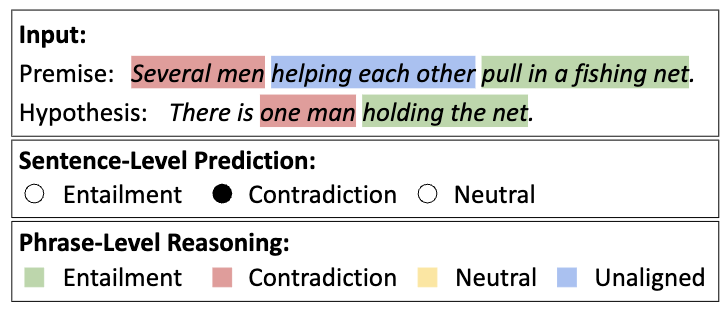 Input:
Premise: Several men helping each other pull in a fishing net.
Hypothesis: There is one man holding the net.
Sentence-Level Prediction:
Entailment Contradiction Neutral
Phrase-Level Reasoning:
Entailment Contradiction Neutral Unaligned